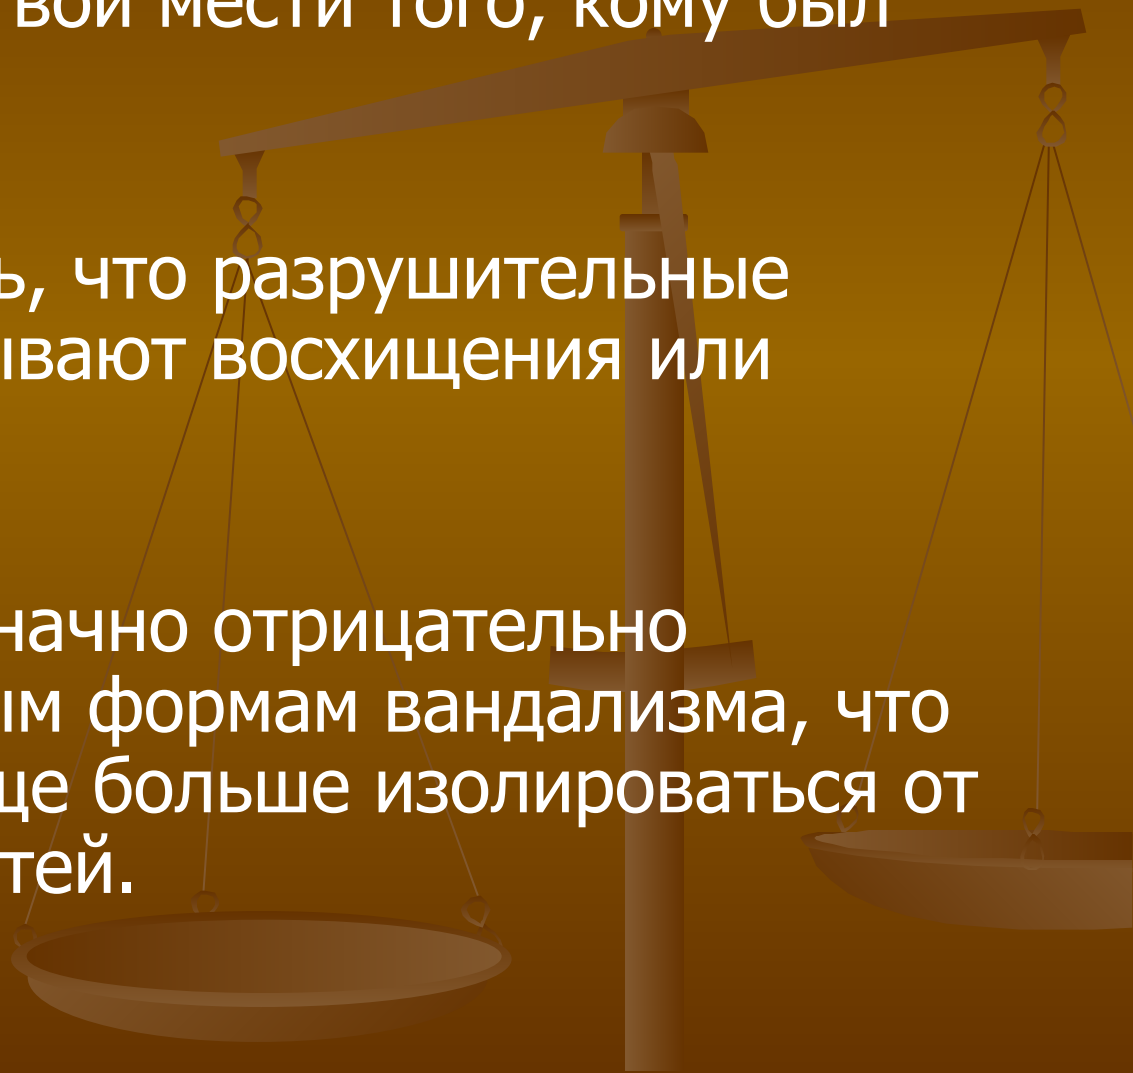 вой мести того, кому был
ь, что разрушительные
ывают восхищения или
начно отрицательно
ым формам вандализма, что
ще больше изолироваться от
тей.